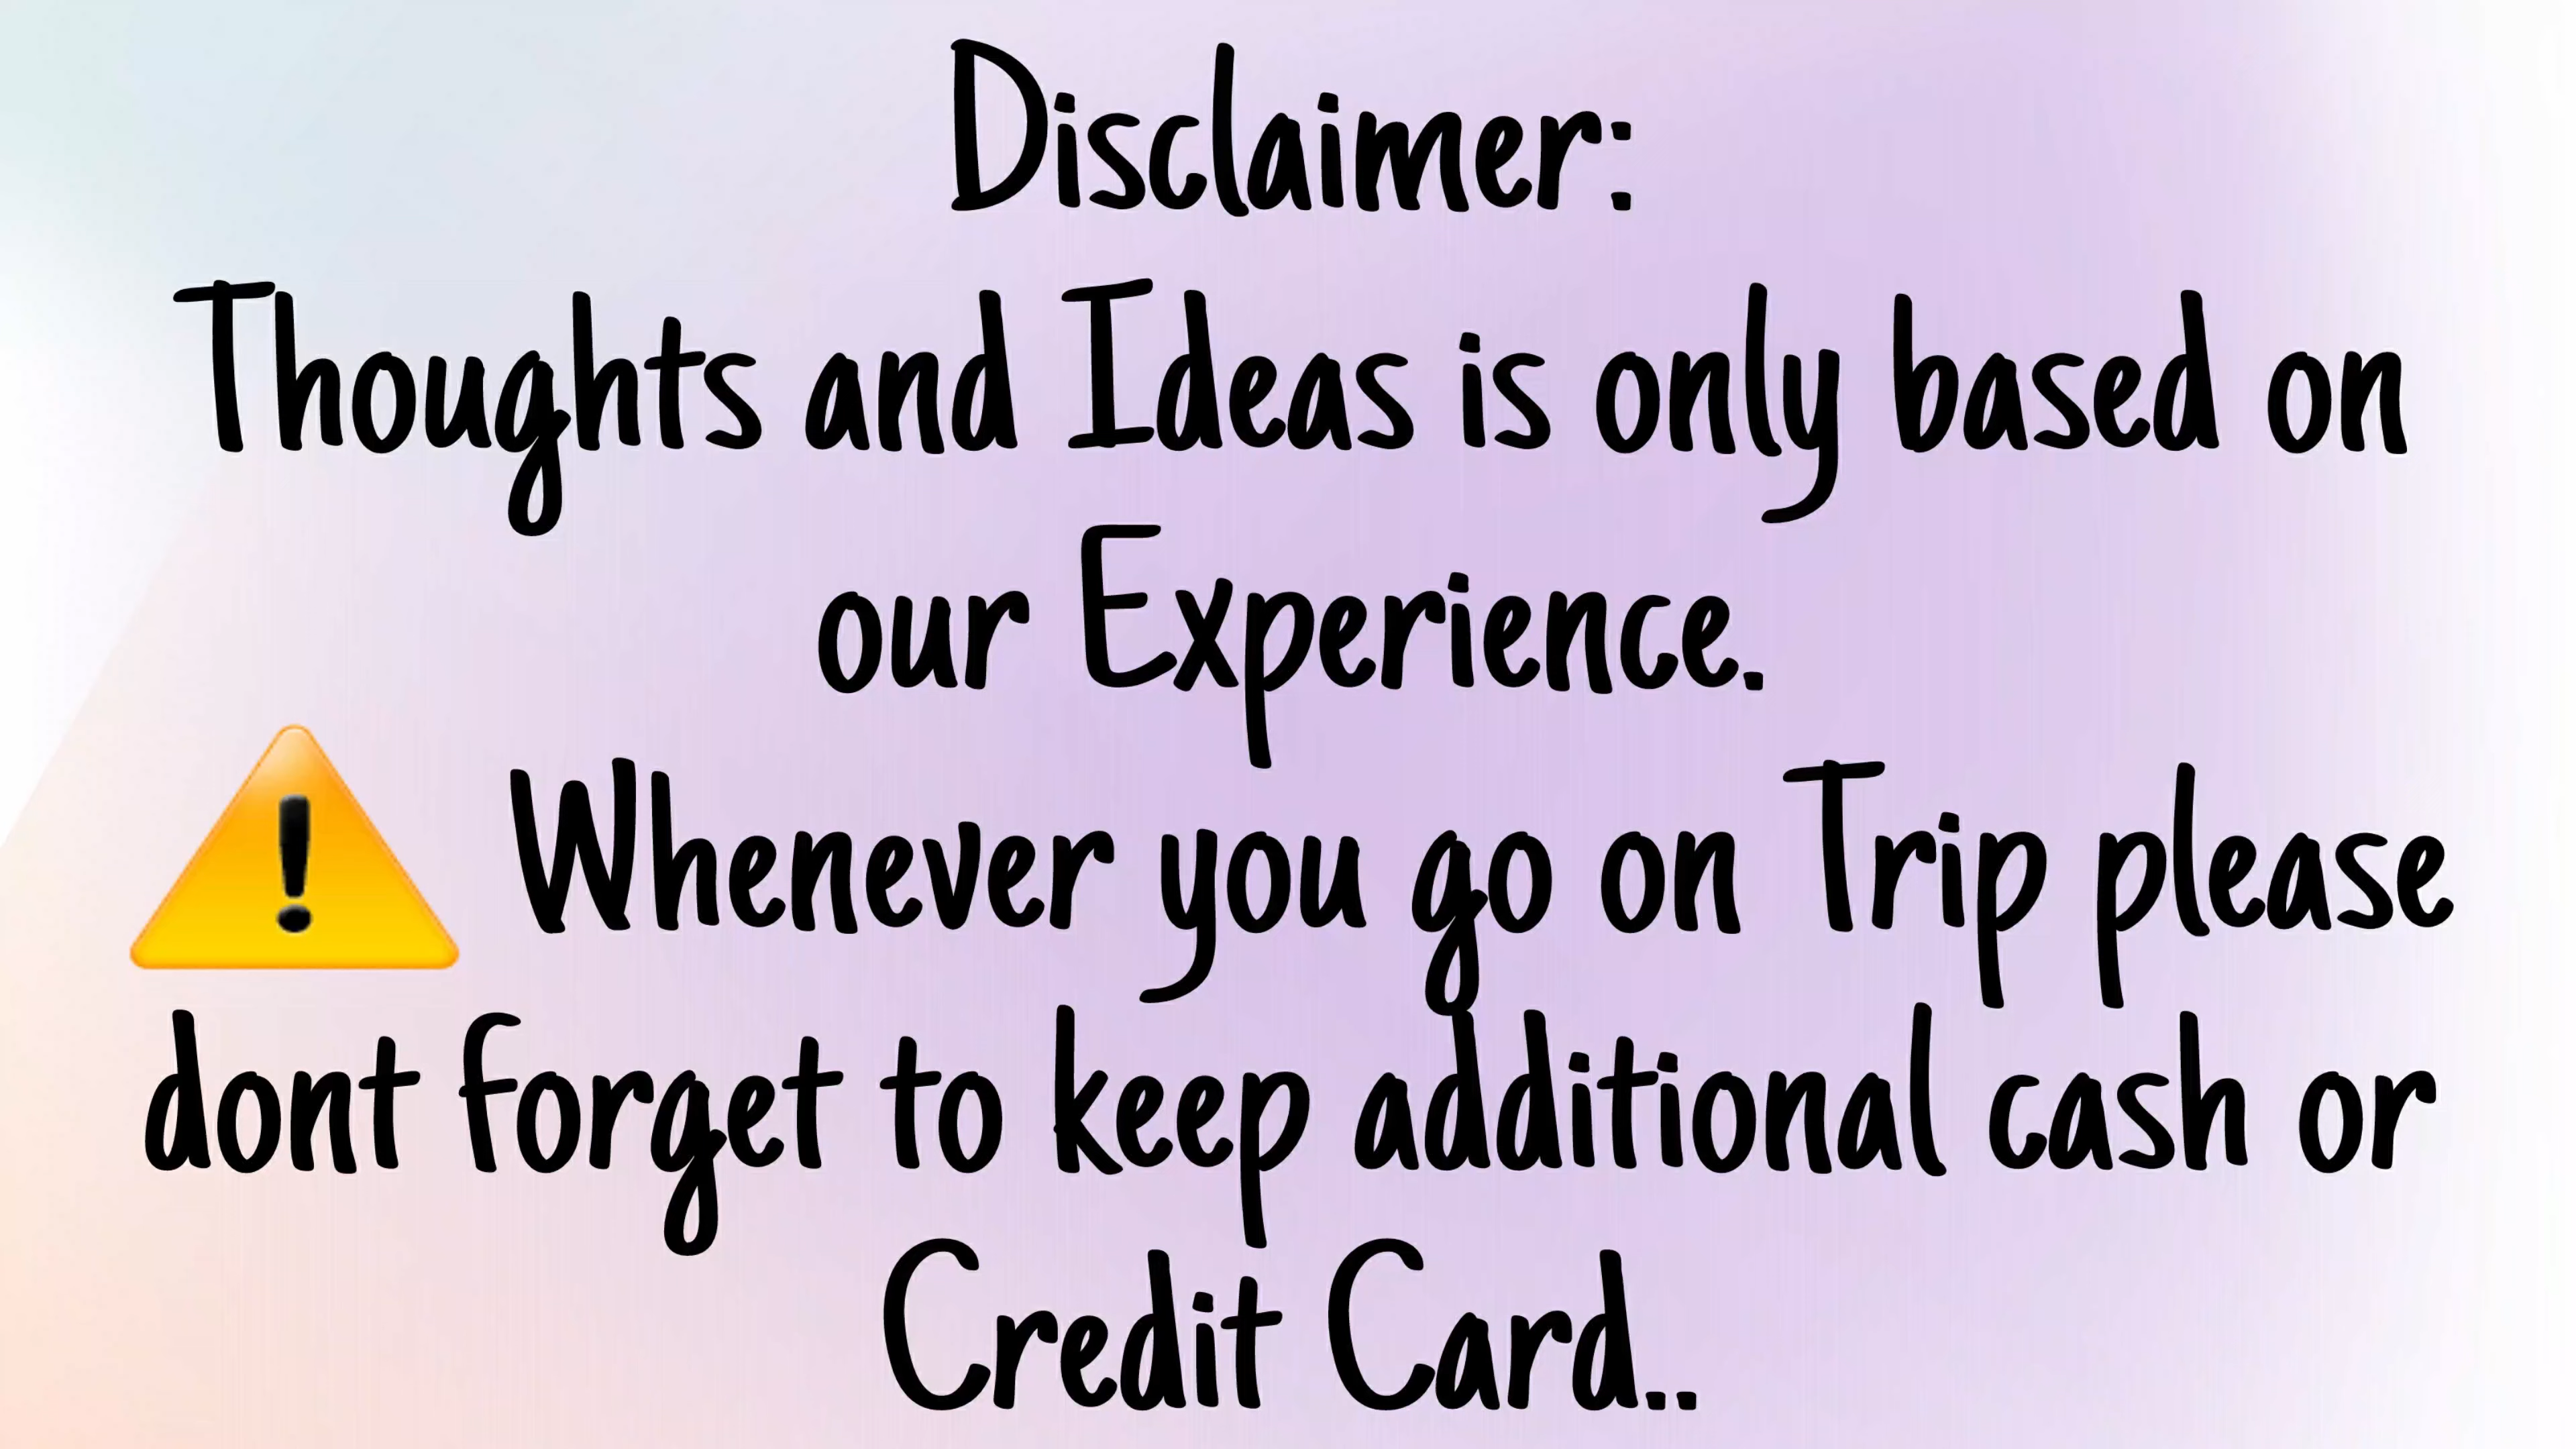 Disclaimer:
Thoughts and Ideas is only based on
our Experience.
⚠️ Whenever you go on Trip please
dont forget to keep additional cash or
Credit Card..